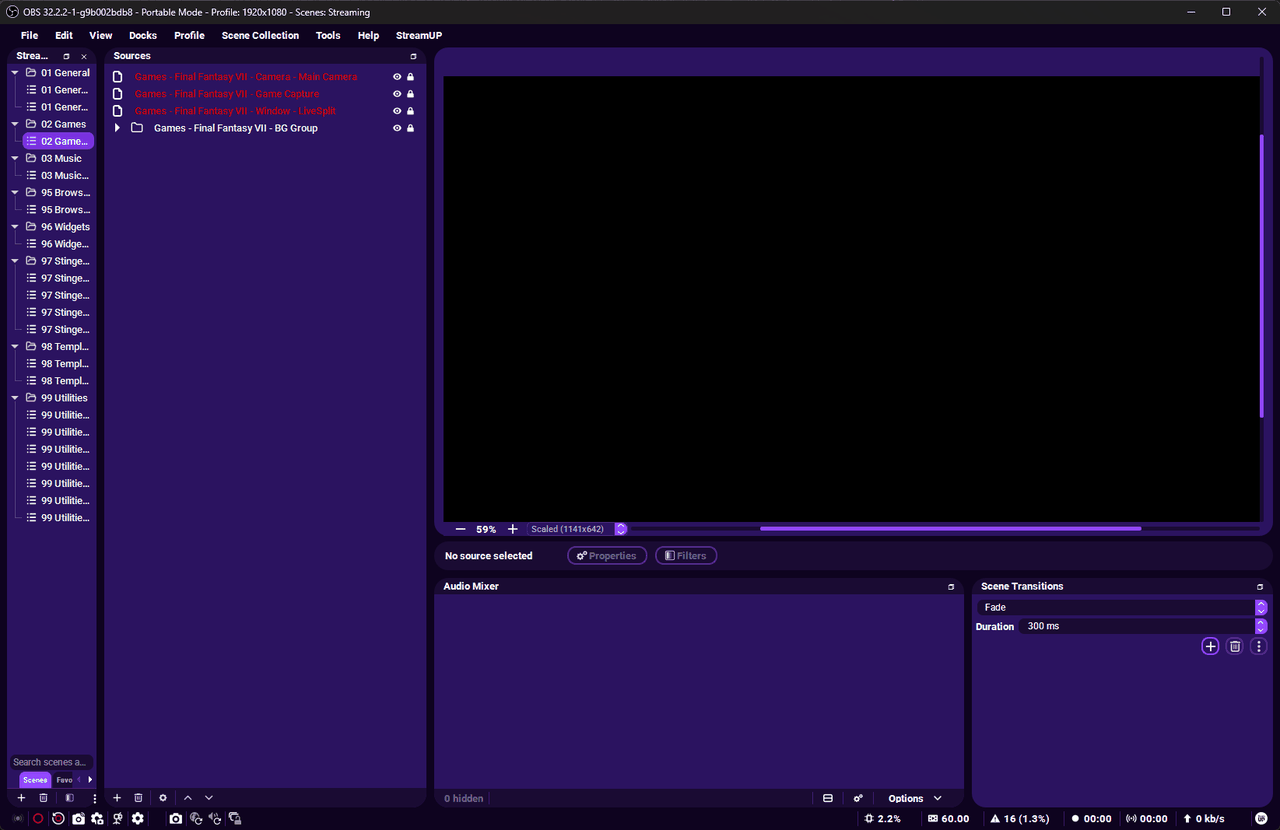 OBS 32.2.2-1-g9b002bdb8 - Portable Mode - Profile: 1920x1080 - Scenes: Streaming
File Edit View Docks Profile Scene Collection Tools Help StreamUP
Strea...
01 General
01 Gener...
01 Gener...
02 Games
02 Game...
03 Music
03 Music...
95 Brows...
95 Brows...
96 Widgets
96 Widge...
97 Stinge...
97 Stinge...
97 Stinge...
97 Stinge...
97 Stinge...
98 Templ...
98 Templ...
98 Templ...
99 Utilities
99 Utilitie...
99 Utilitie...
99 Utilitie...
99 Utilitie...
99 Utilitie...
99 Utilitie...
99 Utilitie...
Search scenes a...
Scenes Favo
Sources
Games - Final Fantasy VII - Camera - Main Camera
Games - Final Fantasy VII - Game Capture
Games - Final Fantasy VII - Window - LiveSplit
Games - Final Fantasy VII - BG Group
59% Scaled (1141x642)
No source selected Properties Filters
Audio Mixer
0 hidden Options
Scene Transitions
Fade
Duration 300 ms
2.2% 60.00 16 (1.3%) 00:00 00:00 0 kb/s